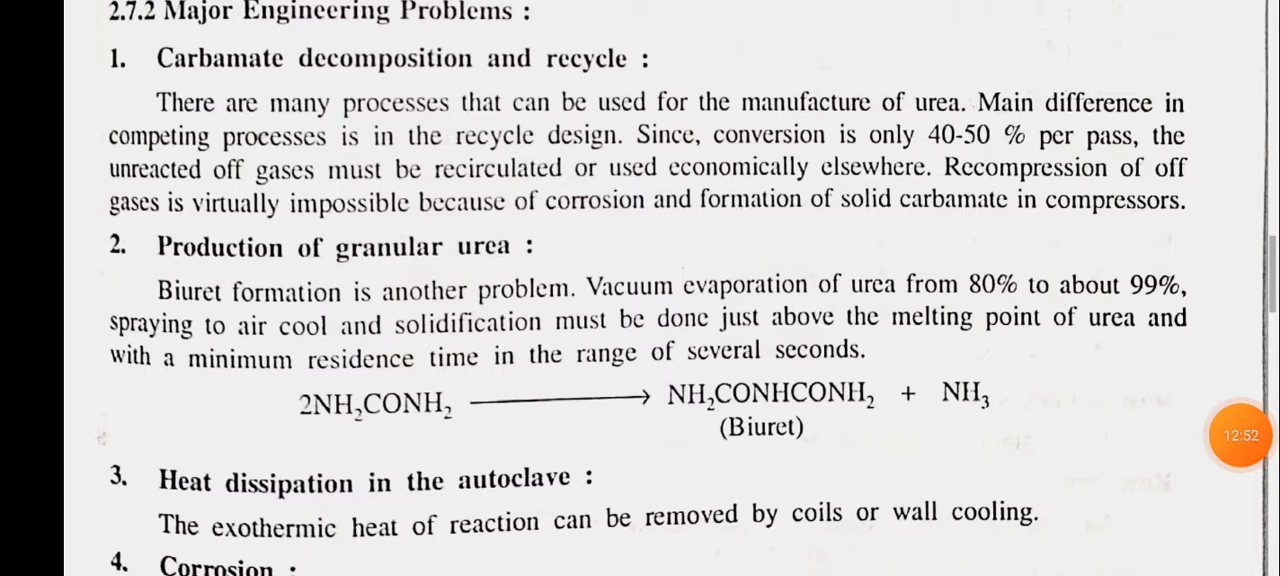 2.7.2 Major Engineering Problems :
1. Carbamate decomposition and recycle :
There are many processes that can be used for the manufacture of urea. Main difference in
competing processes is in the recycle design. Since, conversion is only 40-50 % per pass, the
unreacted off gases must be recirculated or used economically elsewhere. Recompression of off
gases is virtually impossible because of corrosion and formation of solid carbamate in compressors.
2. Production of granular urea :
Biuret formation is another problem. Vacuum evaporation of urea from 80% to about 99%,
spraying to air cool and solidification must be done just above the melting point of urea and
with a minimum residence time in the range of several seconds.
2NH₂CONH₂ ⟶ NH₂CONHCONH₂ + NH₃
(Biuret)
12:52
3. Heat dissipation in the autoclave :
The exothermic heat of reaction can be removed by coils or wall cooling.
4. Corrosion :